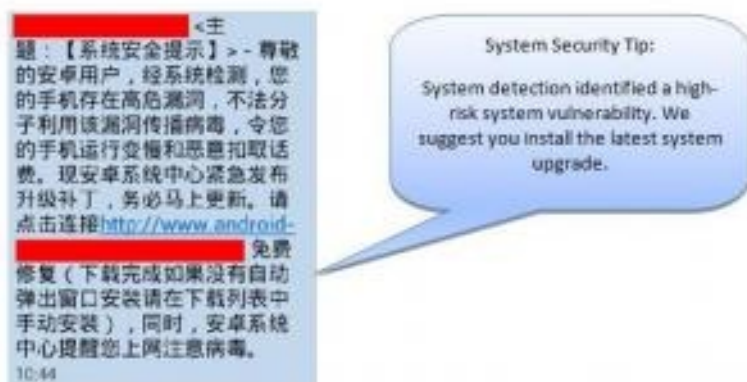 <主
题：【系统安全提示】>-尊敬
的安卓用户，经系统检测，您
的手机存在高危漏洞，不法分
子利用该漏洞传播病毒，令您
的手机运行变慢和恶意扣取话
费。现安卓系统中心紧急发布
升级补丁，务必马上更新。请
点击连接http://www.android-
免费
修复（下载完成如果没有自动
弹出窗口安装请在下载列表中
手动安装），同时，安卓系统
中心提醒您上网注意病毒。
10:44
System Security Tip:
System detection identified a high-
risk system vulnerability. We
suggest you install the latest system
upgrade.